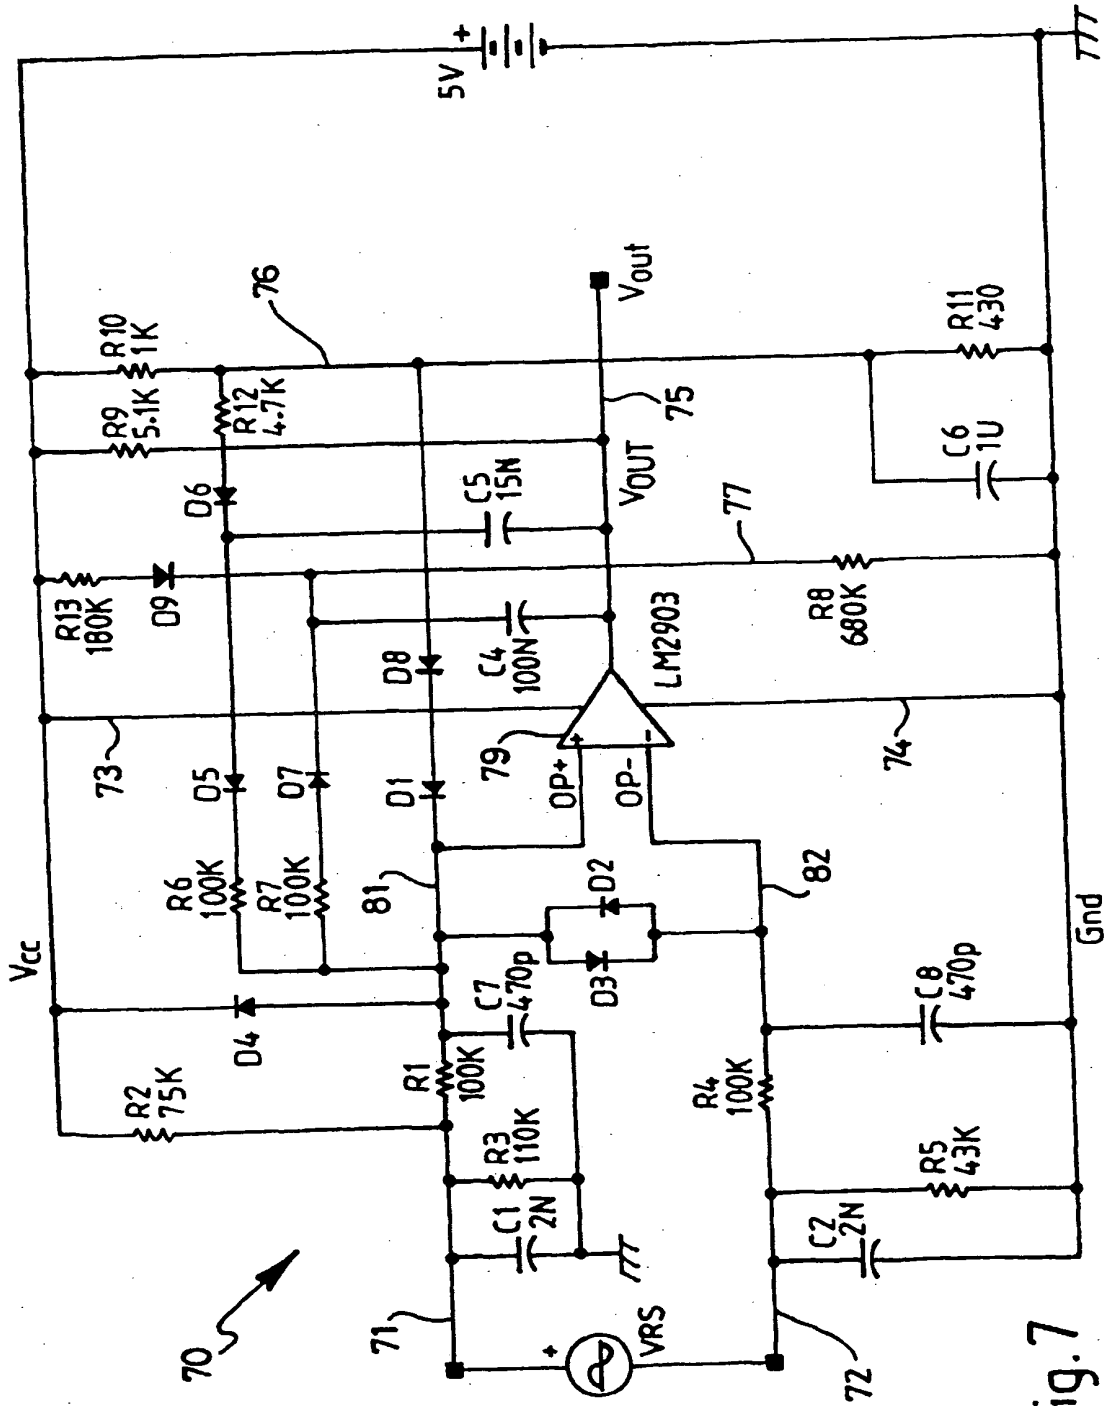 70
71
72
VRS
+
C1
2N
R3
110K
R2
75K
Vcc
D4
R1
100K
C7
470p
R6
100K
R7
100K
81
D5
D7
D1
73
79
OP+
OP-
+
-
LM2903
D3
D2
82
R4
100K
C2
2N
R5
43K
C8
470p
Gnd
74
R13
180K
D9
D6
D8
C4
100N
C5
15N
R9
5.1K
R10
1K
R12
4.7K
76
VOUT
75
Vout
77
R8
680K
C6
1U
R11
430
5V
+
ig. 7